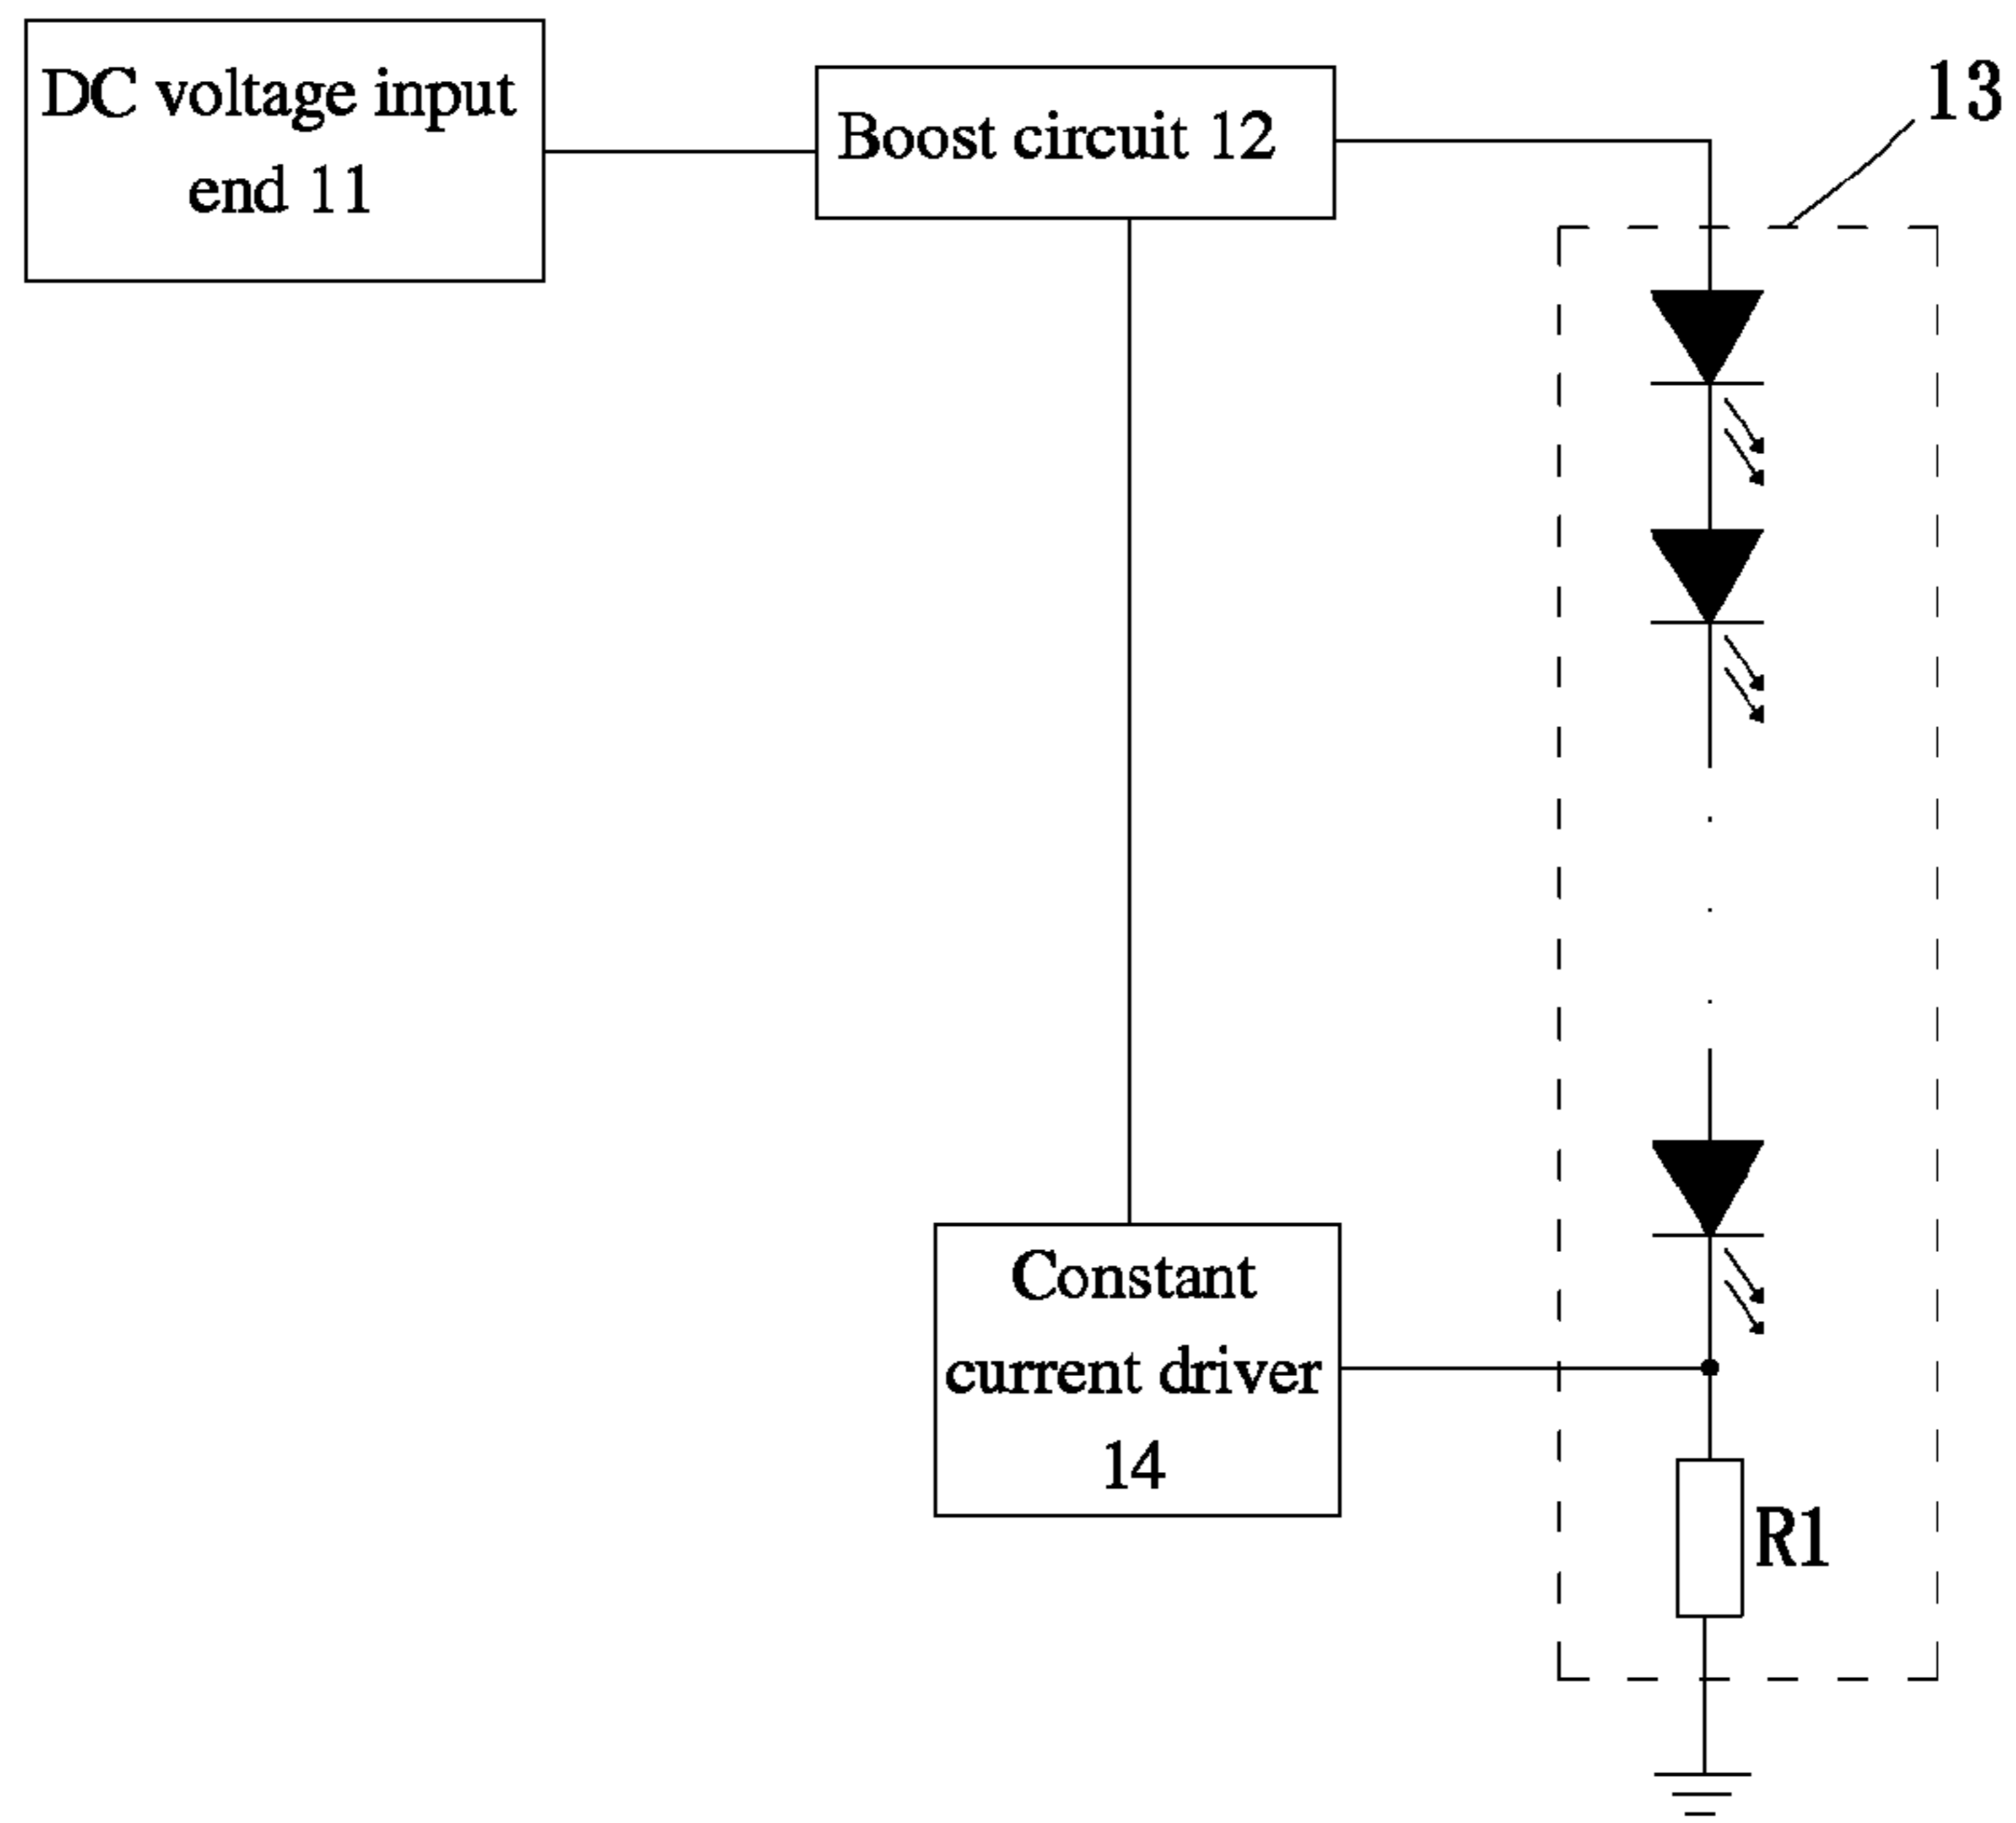 DC voltage input
end 11
Boost circuit 12
13
Constant
current driver
14
R1